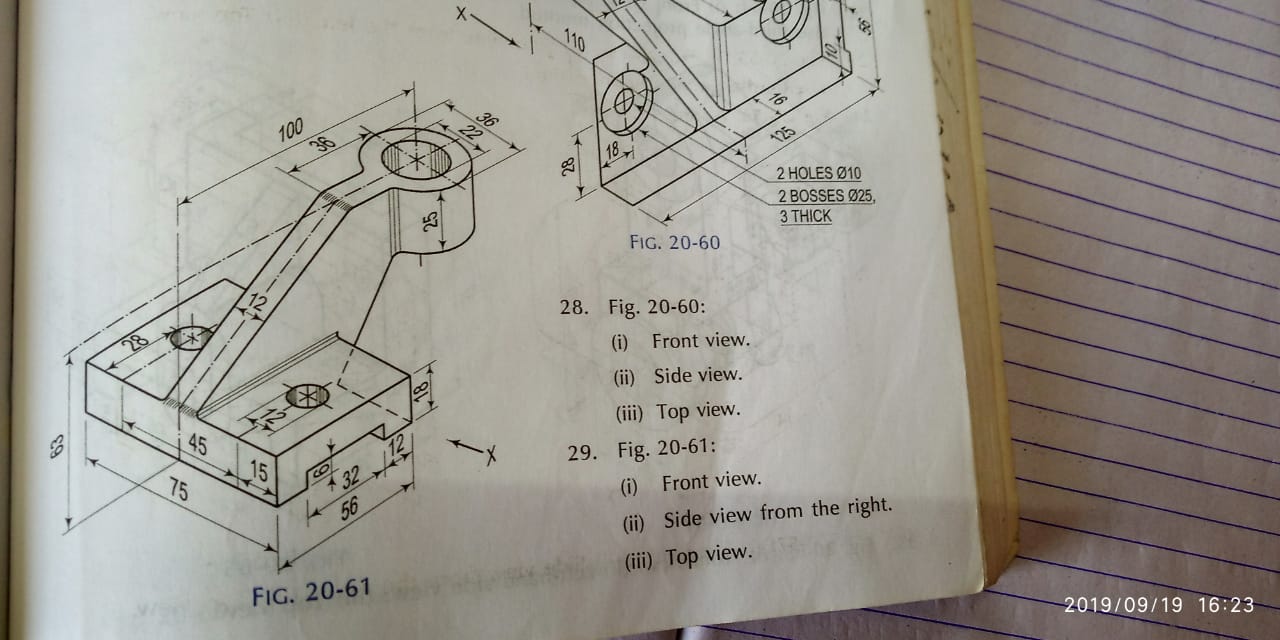 X
110
12
16
125
10
18
28
2 HOLES Ø10
2 BOSSES Ø25,
3 THICK
FIG. 20-60
100
36
36
22
25
12
28
12
18
63
45
15
75
6
32
12
56
X
FIG. 20-61
28. Fig. 20-60:
(i) Front view.
(ii) Side view.
(iii) Top view.
29. Fig. 20-61:
(i) Front view.
(ii) Side view from the right.
(iii) Top view.
2019/09/19 16:23